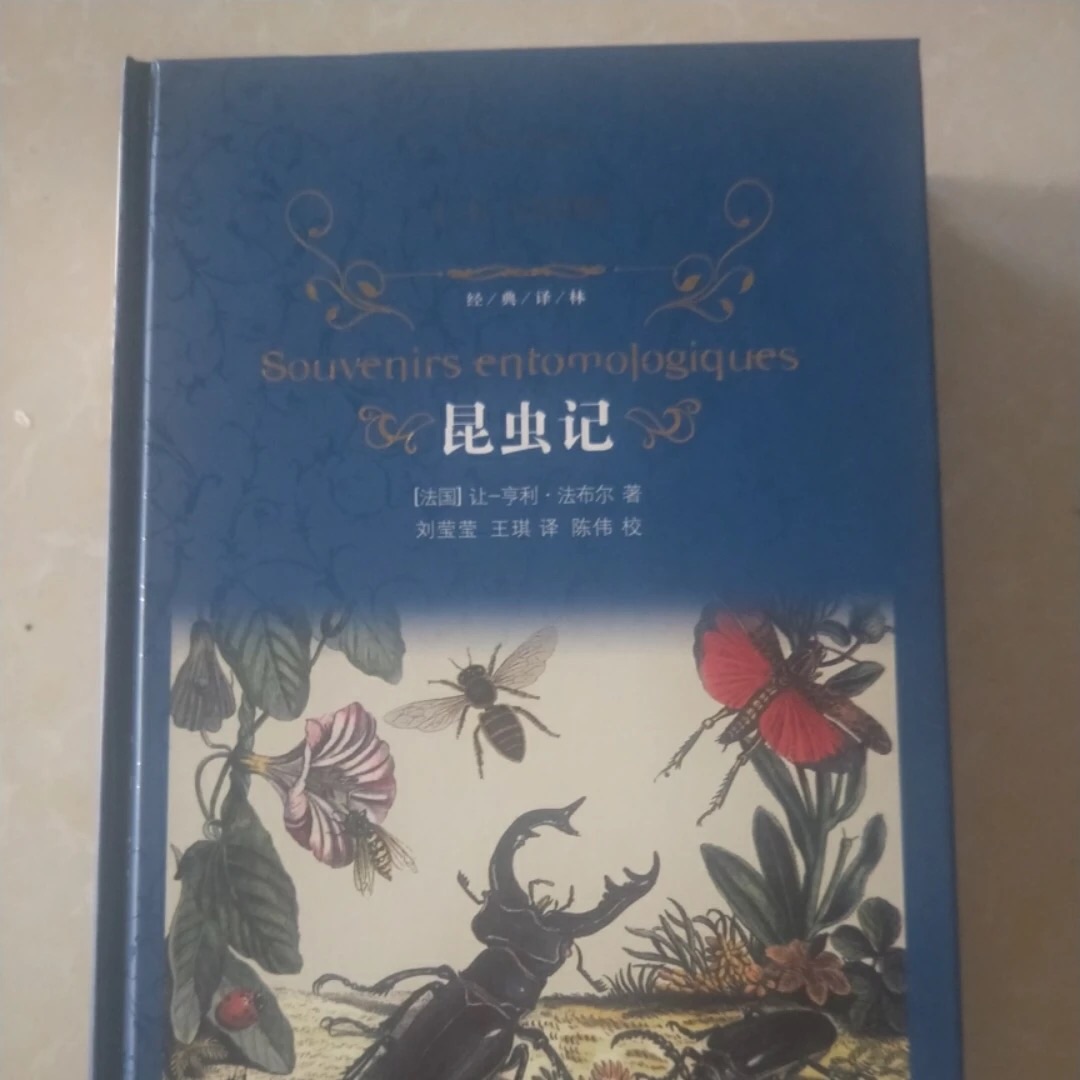 经/典/译/林
Souvenirs entomologiques
昆虫记
[法国] 让-亨利·法布尔 著
刘莹莹 王琪 译 陈伟 校